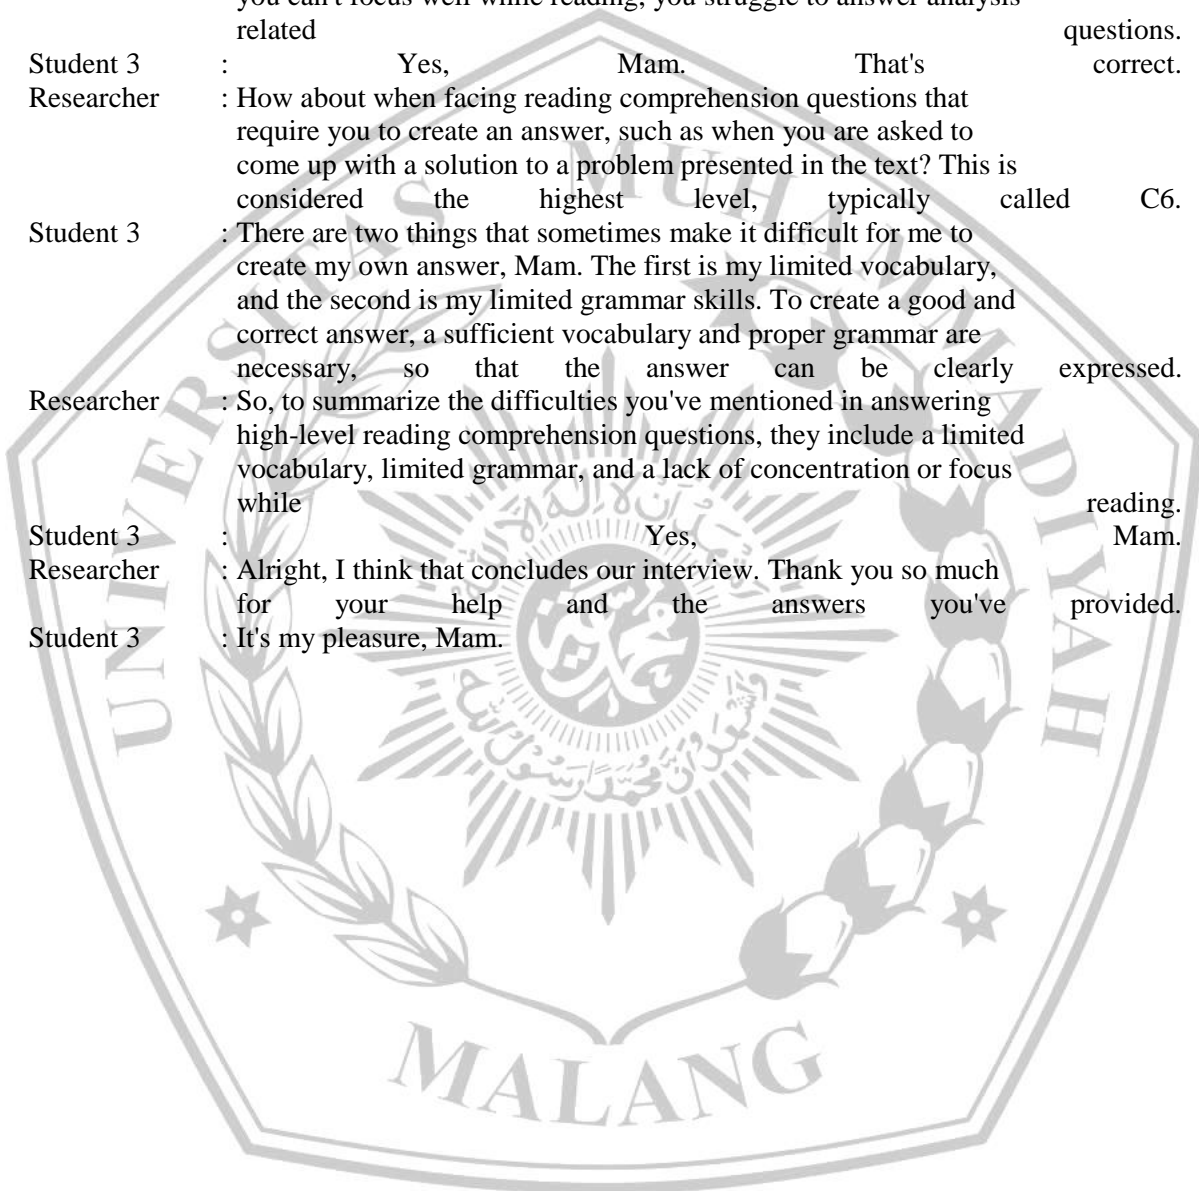 you can't focus well while reading, you struggle to answer analysis
related questions.
Student 3 : Yes, Mam. That's correct.
Researcher : How about when facing reading comprehension questions that
require you to create an answer, such as when you are asked to
come up with a solution to a problem presented in the text? This is
considered the highest level, typically called C6.
Student 3 : There are two things that sometimes make it difficult for me to
create my own answer, Mam. The first is my limited vocabulary,
and the second is my limited grammar skills. To create a good and
correct answer, a sufficient vocabulary and proper grammar are
necessary, so that the answer can be clearly expressed.
Researcher : So, to summarize the difficulties you've mentioned in answering
high-level reading comprehension questions, they include a limited
vocabulary, limited grammar, and a lack of concentration or focus
while reading.
Student 3 : Yes, Mam.
Researcher : Alright, I think that concludes our interview. Thank you so much
for your help and the answers you've provided.
Student 3 : It's my pleasure, Mam.
UNIVERSITAS MUHAMMADIYAH
MALANG